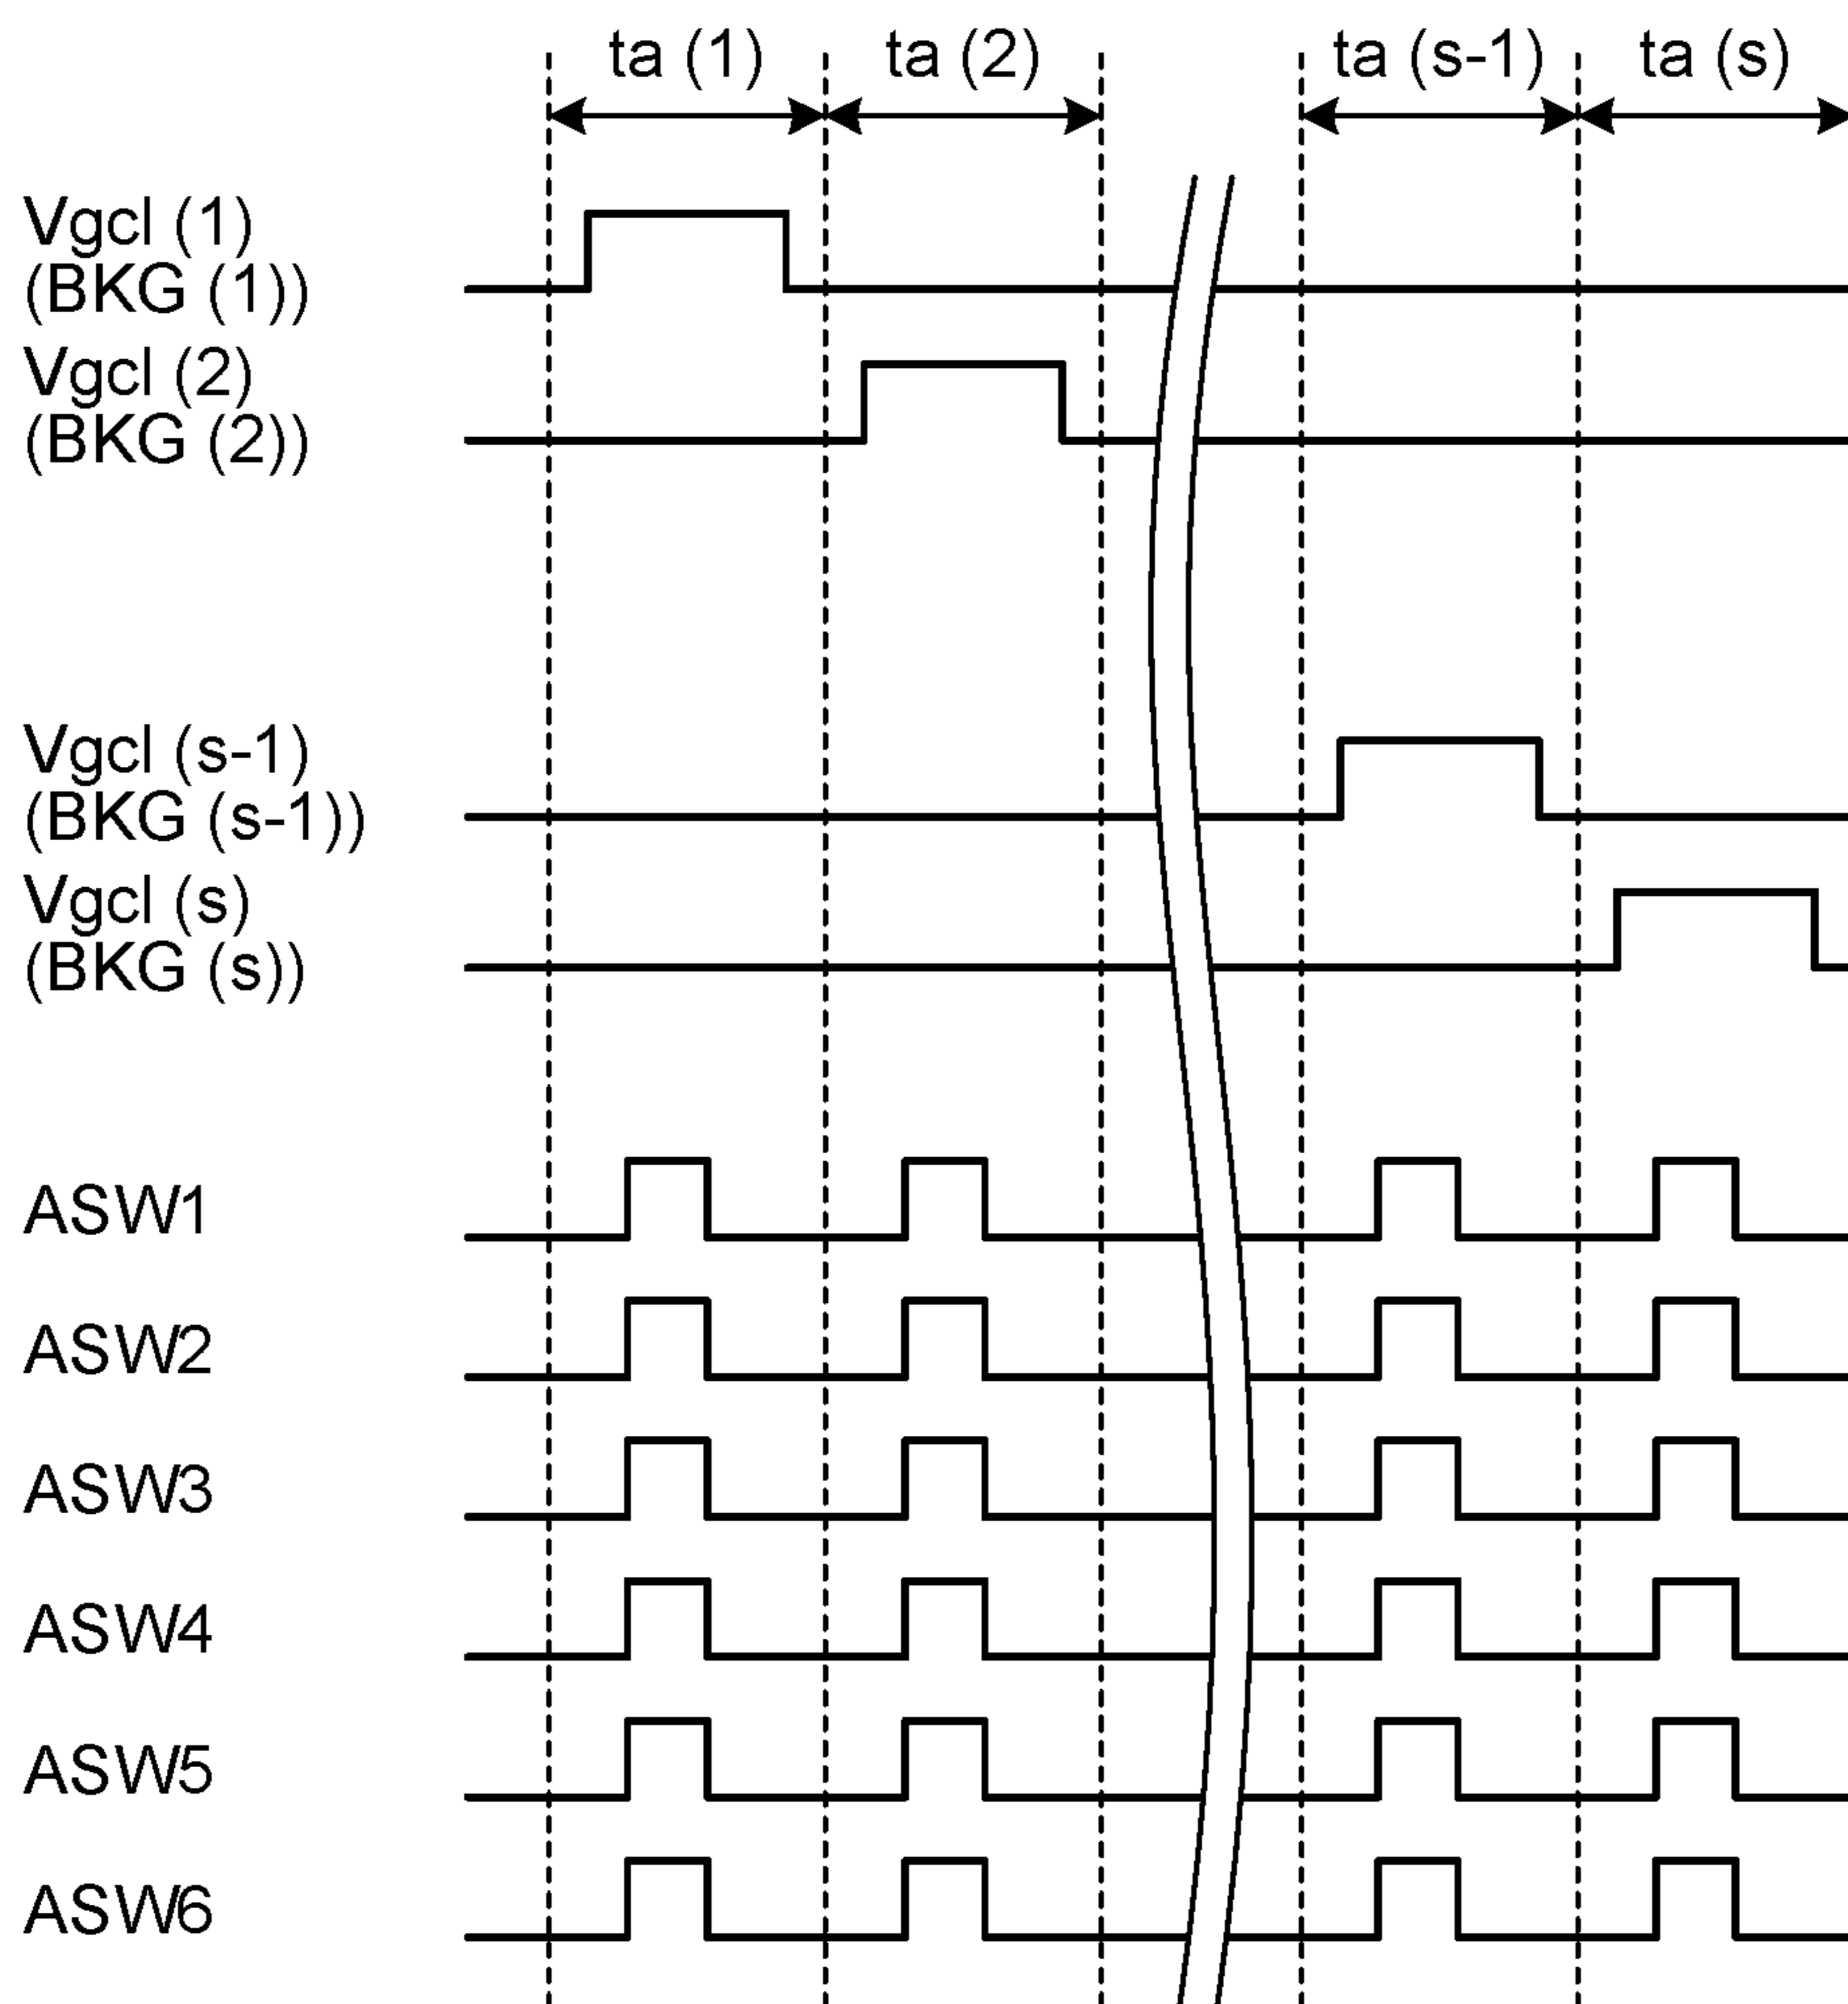 ta (1) ta (2) ta (s-1) ta (s)
Vgcl (1)
(BKG (1))
Vgcl (2)
(BKG (2))
Vgcl (s-1)
(BKG (s-1))
Vgcl (s)
(BKG (s))
ASW1
ASW2
ASW3
ASW4
ASW5
ASW6